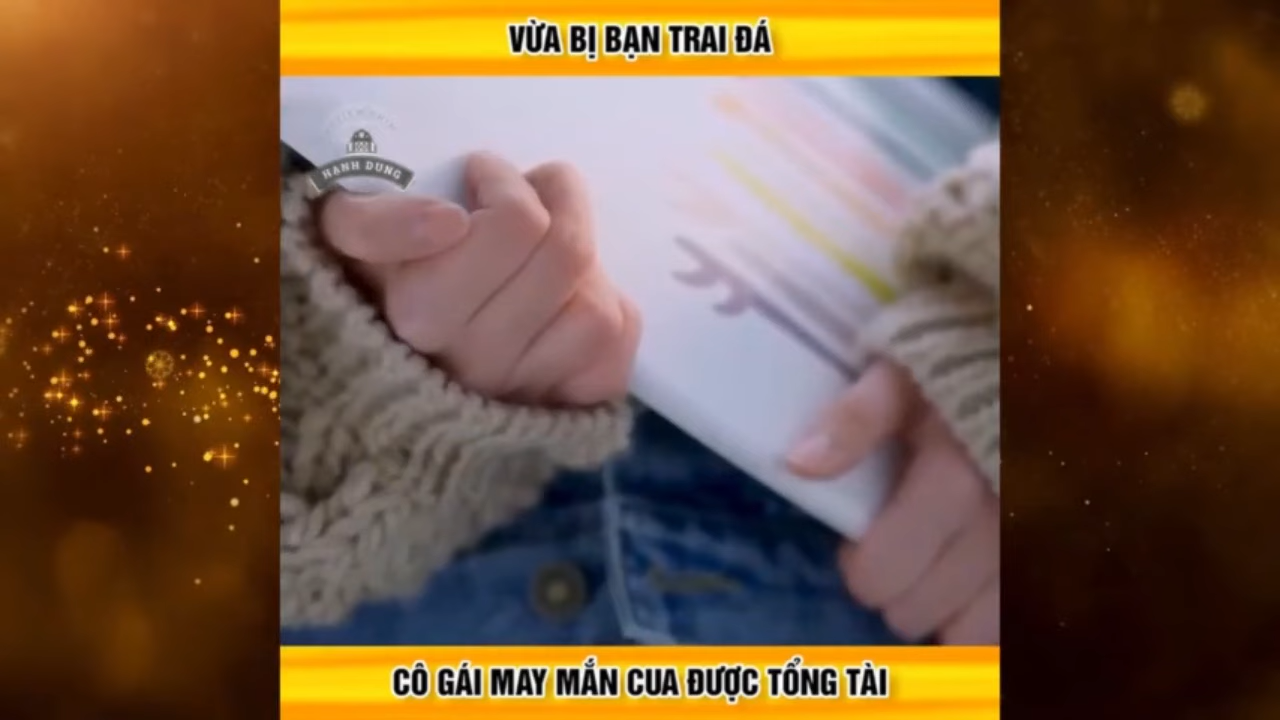 VỪA BỊ BẠN TRAI ĐÁ
HẠNH DUNG
CÔ GÁI MAY MẮN CUA ĐƯỢC TỔNG TÀI